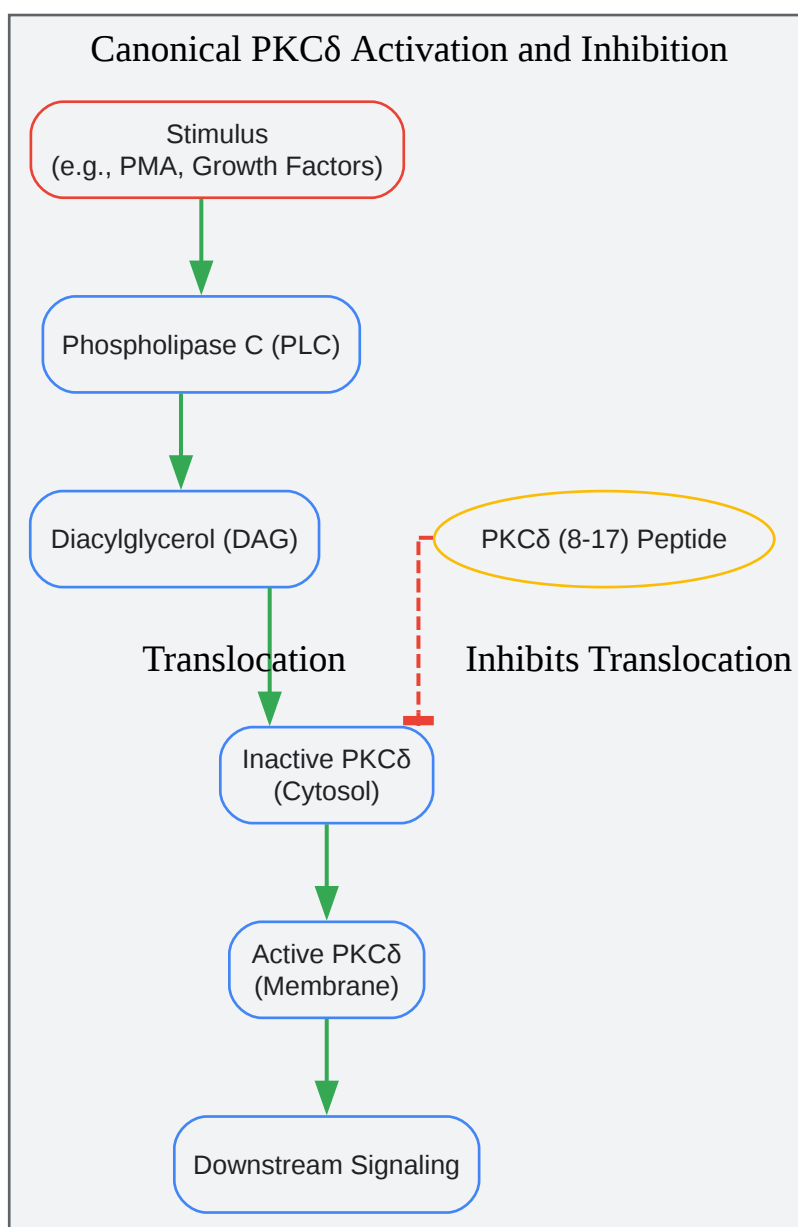 Canonical PKCδ Activation and Inhibition
Stimulus
(e.g., PMA, Growth Factors)
Phospholipase C (PLC)
Diacylglycerol (DAG)
PKCδ (8-17) Peptide
Translocation
Inhibits Translocation
Inactive PKCδ
(Cytosol)
Active PKCδ
(Membrane)
Downstream Signaling